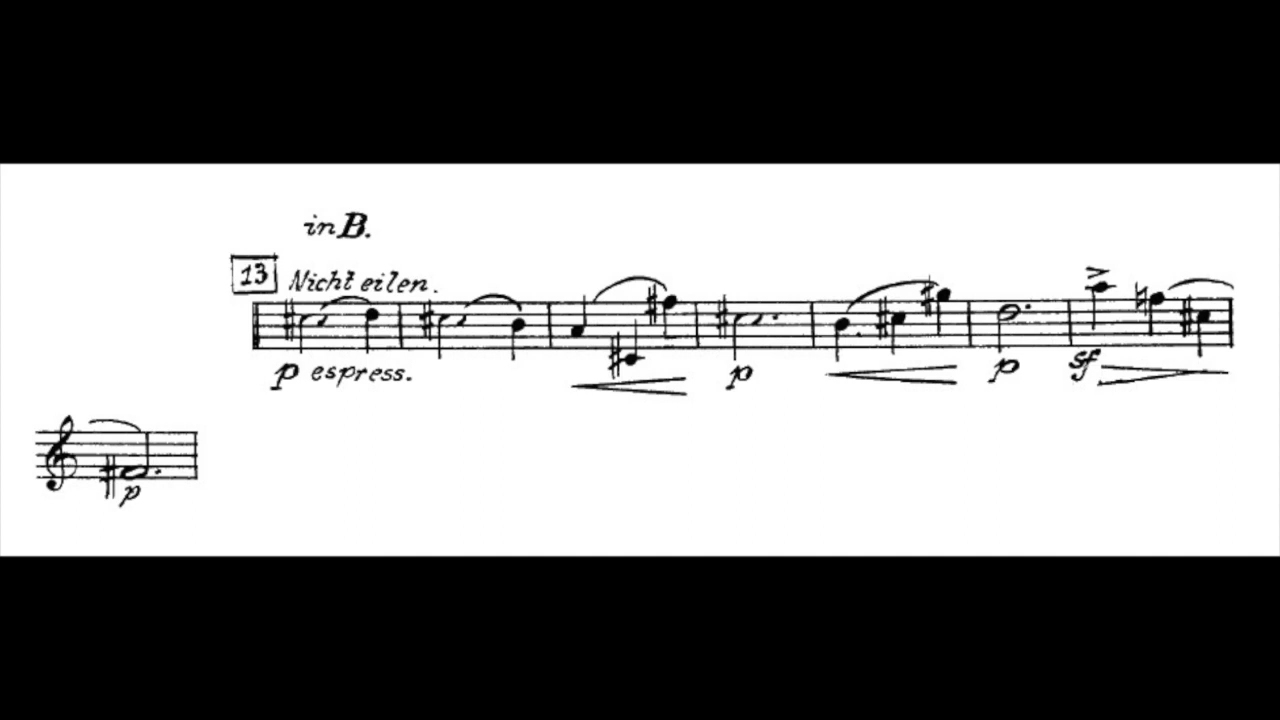 in B.
13 Nicht eilen.
p espress. p p sf
p